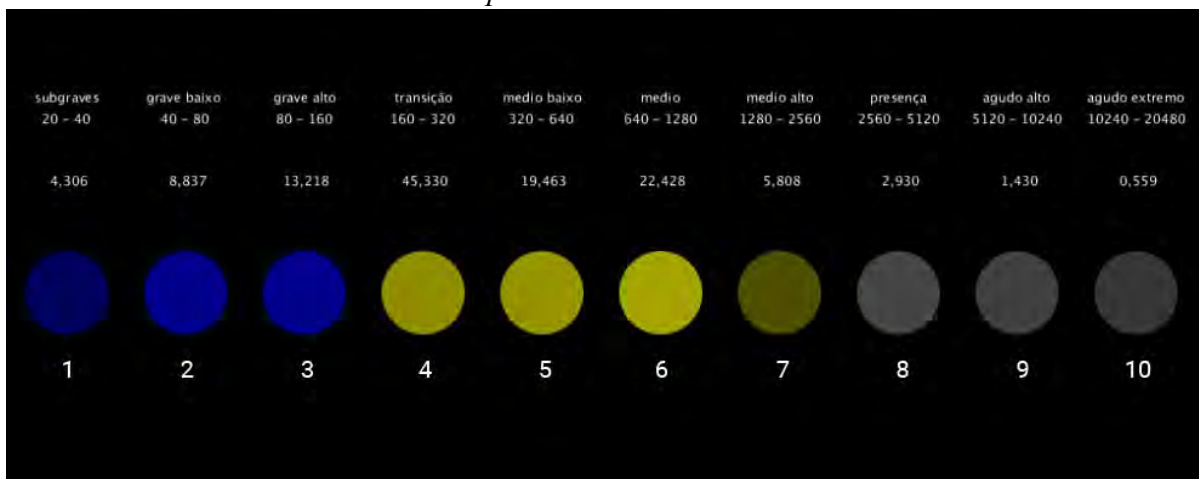 subgraves grave baixo grave alto transição medio baixo medio medio alto presença agudo alto agudo extremo
20 – 40 40 – 80 80 – 160 160 – 320 320 – 640 640 – 1280 1280 – 2560 2560 – 5120 5120 – 10240 10240 – 20480
4,306 8,837 13,218 45,330 19,463 22,428 5,808 2,930 1,430 0,559
1 2 3 4 5 6 7 8 9 10